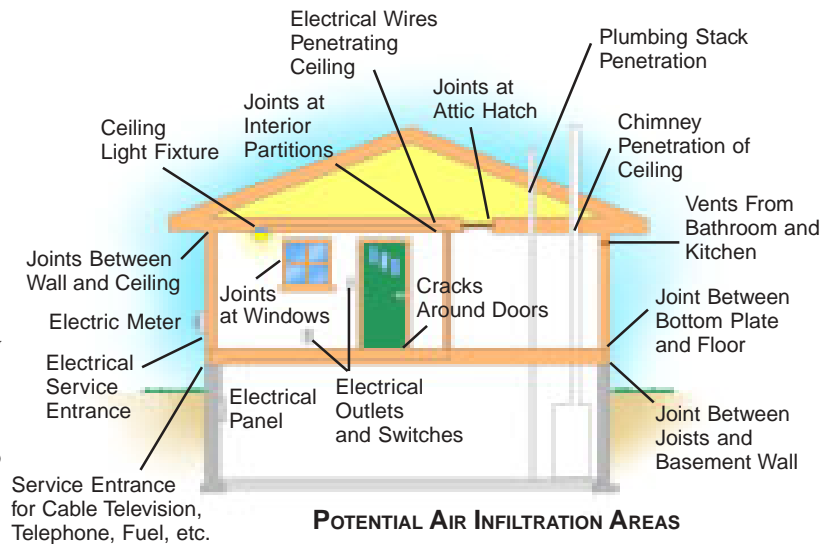 Electrical Wires
Penetrating
Ceiling
Plumbing Stack
Penetration
Joints at
Attic Hatch
Joints at
Interior
Partitions
Ceiling
Light Fixture
Chimney
Penetration of
Ceiling
Vents From
Bathroom and
Kitchen
Joints Between
Wall and Ceiling
Joints
at Windows
Cracks
Around Doors
Electric Meter
Joint Between
Bottom Plate
and Floor
Electrical
Service
Entrance
Electrical
Panel
Electrical
Outlets
and Switches
Joint Between
Joists and
Basement Wall
Service Entrance
for Cable Television,
Telephone, Fuel, etc.
POTENTIAL AIR INFILTRATION AREAS